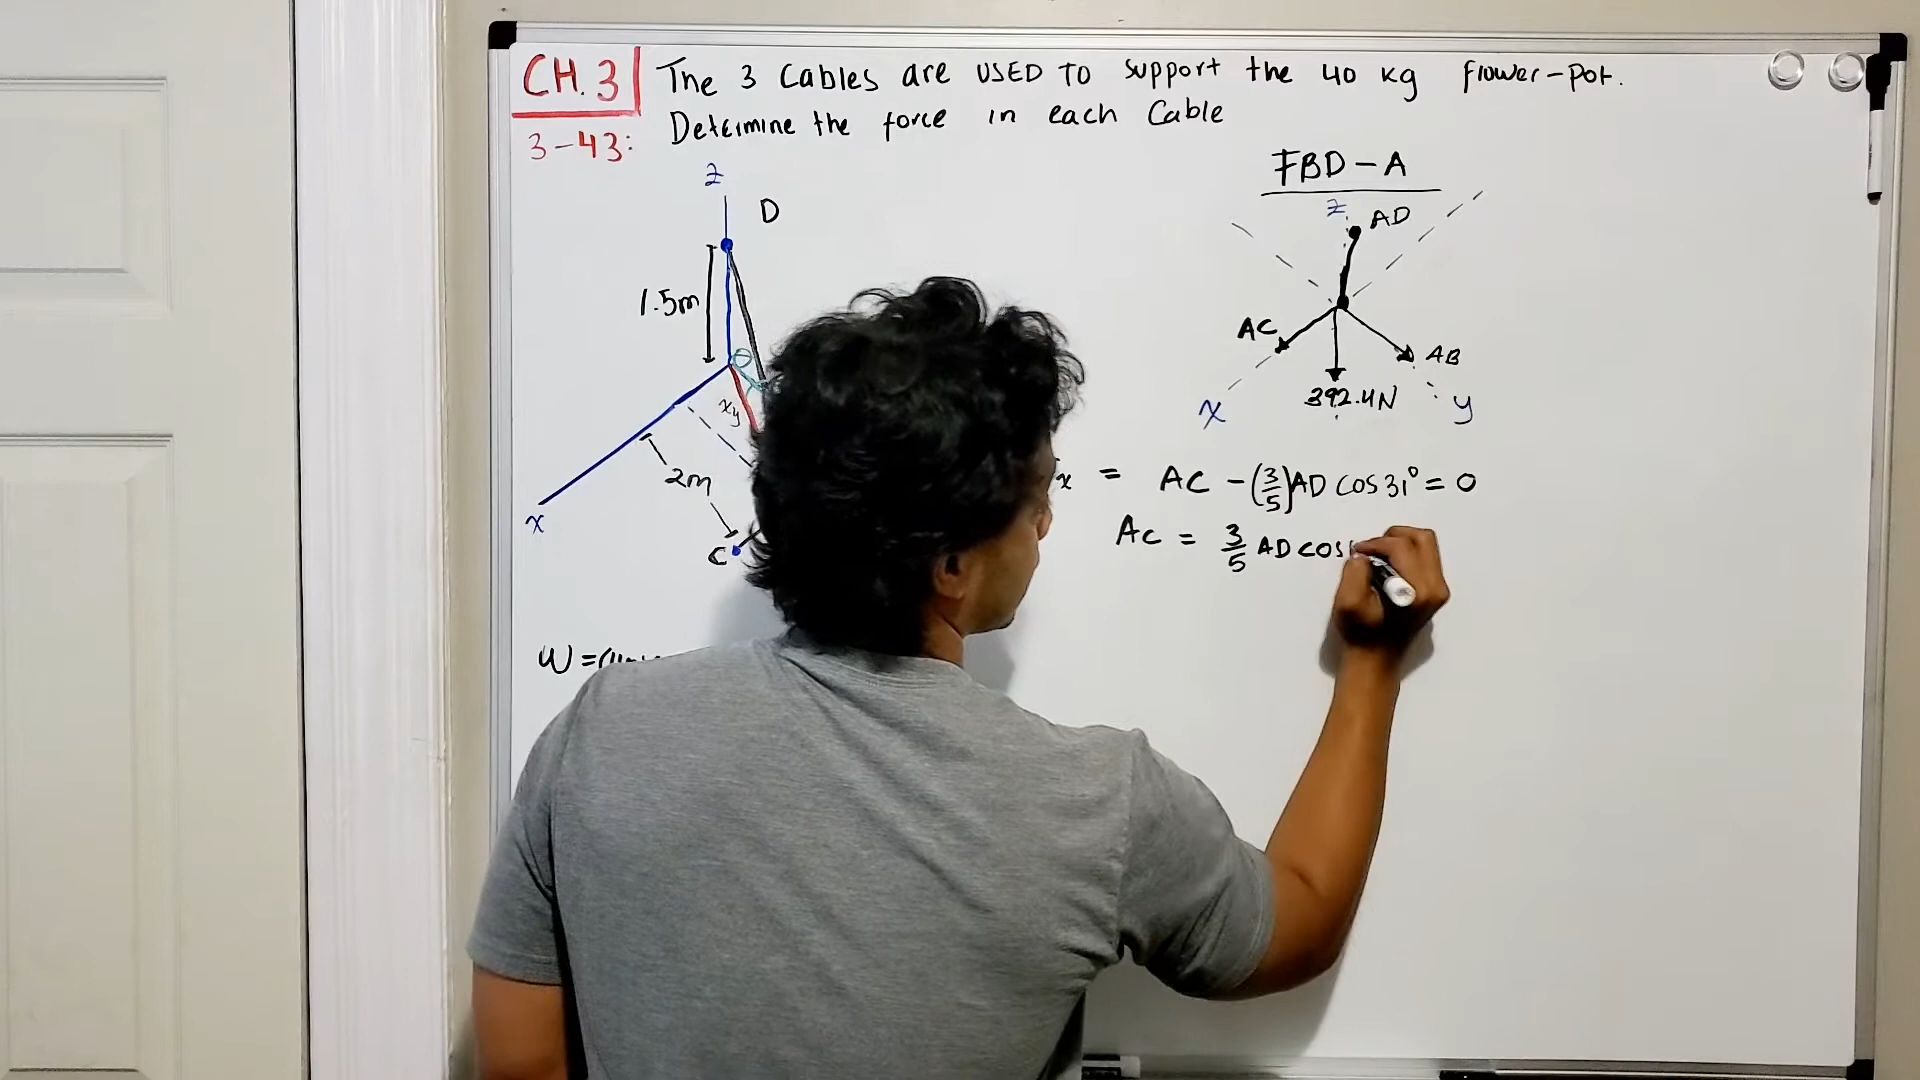 CH.3 The 3 Cables are USED TO support the 40 kg flower-pot.
3-43: Determine the force in each Cable
FBD-A
z
D
z
AD
1.5m
θ
AC
AB
392.4N
xy
x
y
2m
x = AC - (3/5)AD COS 31° = 0
x
AC = 3/5 AD COS
C
W=(